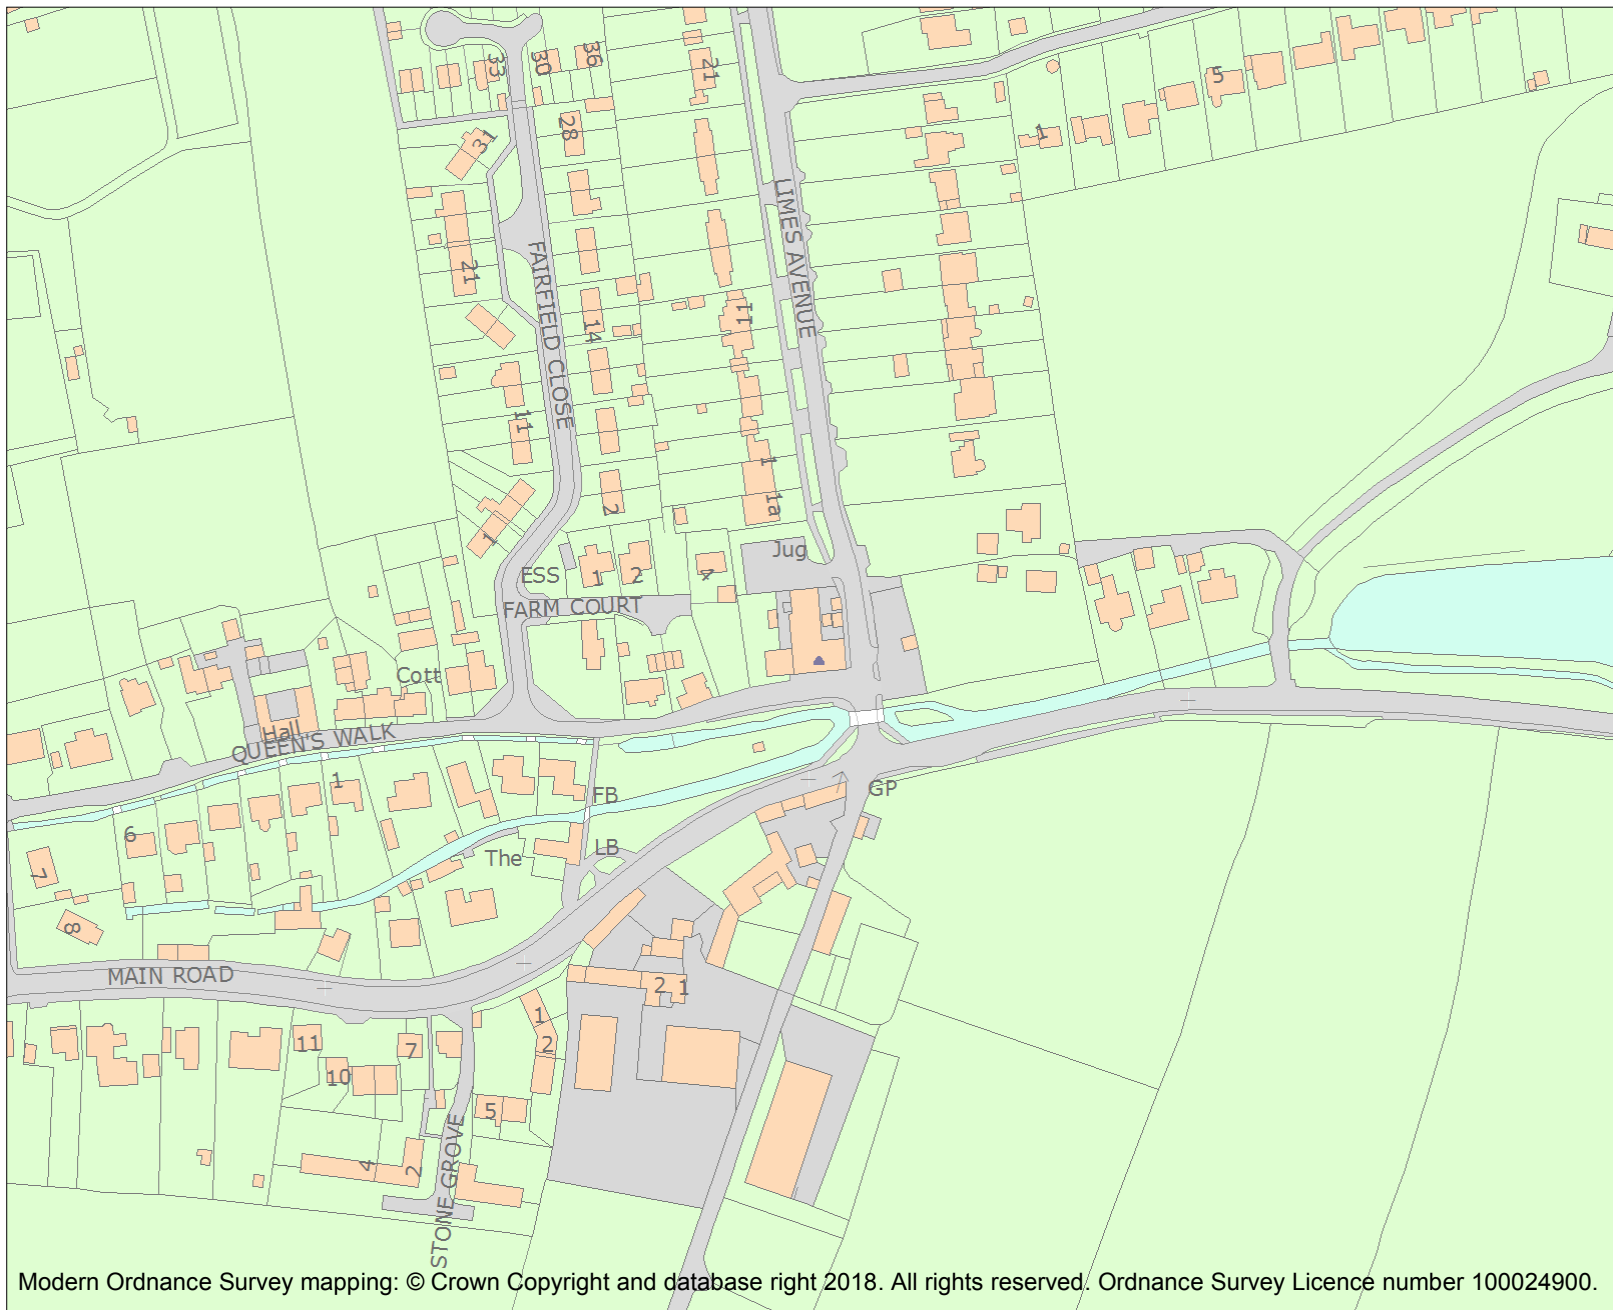 33
30
36
21
5
28
31
1
LIMES AVENUE
21
FAIRFIELD CLOSE
14
11
11
1
1a
2
1
Jug
ESS
1
2
4
FARM COURT
Cott
Hall
QUEEN'S WALK
1
GP
FB
6
LB
The
7
8
MAIN ROAD
2
1
1
11
7
2
10
5
STONE GROVE
4
2
Modern Ordnance Survey mapping: © Crown Copyright and database right 2018. All rights reserved. Ordnance Survey Licence number 100024900.